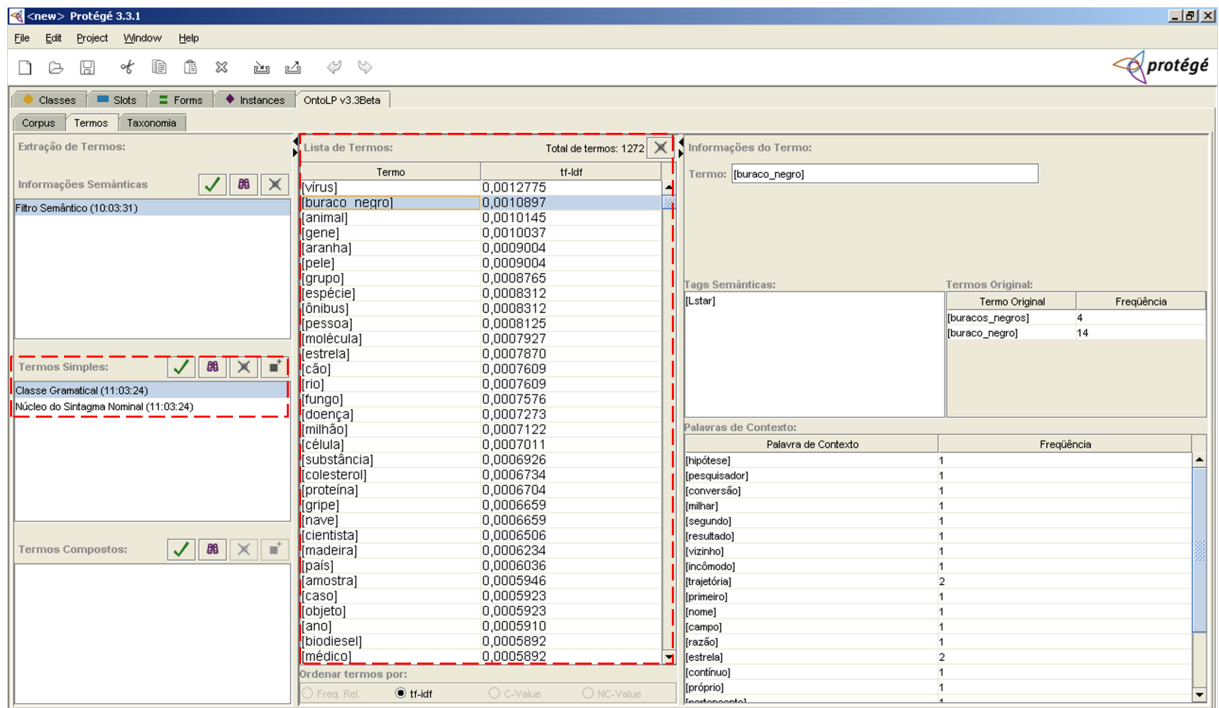 <new> Protégé 3.3.1
File Edit Project Window Help
protégé
Classes Slots Forms Instances OntoLP v3.3Beta
Corpus Termos Taxonomia
Extração de Termos:
Informações Semânticas
Filtro Semântico (10:03:31)
Termos Simples:
Classe Gramatical (11:03:24)
Núcleo do Sintagma Nominal (11:03:24)
Termos Compostos:
Lista de Termos: Total de termos: 1272
Termo tf-Idf
[vírus] 0,0012775
[buraco_negro] 0,0010897
[animal] 0,0010145
[gene] 0,0010037
[aranha] 0,0009004
[pele] 0,0009004
[grupo] 0,0008765
[espécie] 0,0008312
[ônibus] 0,0008312
[pessoa] 0,0008125
[molécula] 0,0007927
[estrela] 0,0007870
[cão] 0,0007609
[rio] 0,0007609
[fungo] 0,0007576
[doença] 0,0007273
[milhão] 0,0007122
[célula] 0,0007011
[substância] 0,0006926
[colesterol] 0,0006734
[proteína] 0,0006704
[gripe] 0,0006659
[nave] 0,0006659
[cientista] 0,0006506
[madeira] 0,0006234
[país] 0,0006036
[amostra] 0,0005946
[caso] 0,0005923
[objeto] 0,0005923
[ano] 0,0005910
[biodiesel] 0,0005892
[médico] 0,0005892
Ordenar termos por:
Freq. Rel. tf-idf C-Value NC-Value
Informações do Termo:
Termo: [buraco_negro]
Tags Semânticas:
[Lstar]
Termos Original:
Termo Original Freqüência
[buracos_negros] 4
[buraco_negro] 14
Palavras de Contexto:
Palavra de Contexto Freqüência
[hipótese] 1
[pesquisador] 1
[conversão] 1
[milhar] 1
[segundo] 1
[resultado] 1
[vizinho] 1
[incômodo] 1
[trajetória] 2
[primeiro] 1
[nome] 1
[campo] 1
[razão] 1
[estrela] 2
[contínuo] 1
[próprio] 1